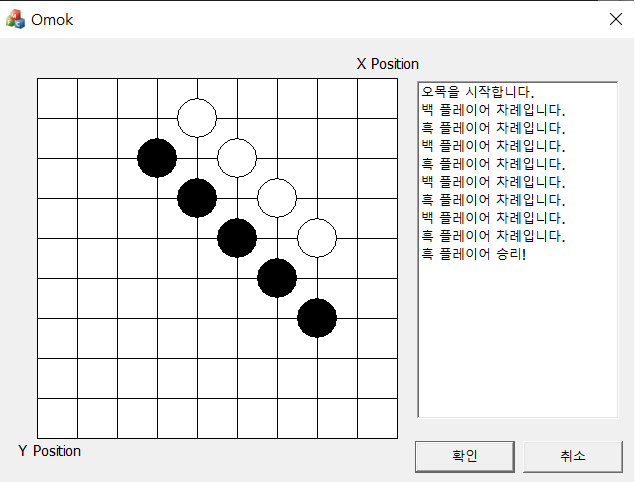 Omok
X Position
오목을 시작합니다.
백 플레이어 차례입니다.
흑 플레이어 차례입니다.
백 플레이어 차례입니다.
흑 플레이어 차례입니다.
백 플레이어 차례입니다.
흑 플레이어 차례입니다.
백 플레이어 차례입니다.
흑 플레이어 차례입니다.
흑 플레이어 승리!
Y Position
확인
취소